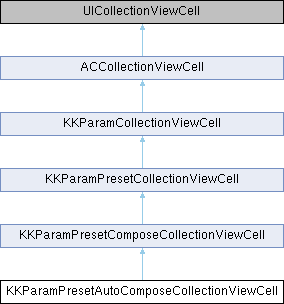 UICollectionViewCell
ACCollectionViewCell
KKParamCollectionViewCell
KKParamPresetCollectionViewCell
KKParamPresetComposeCollectionViewCell
KKParamPresetAutoComposeCollectionViewCell